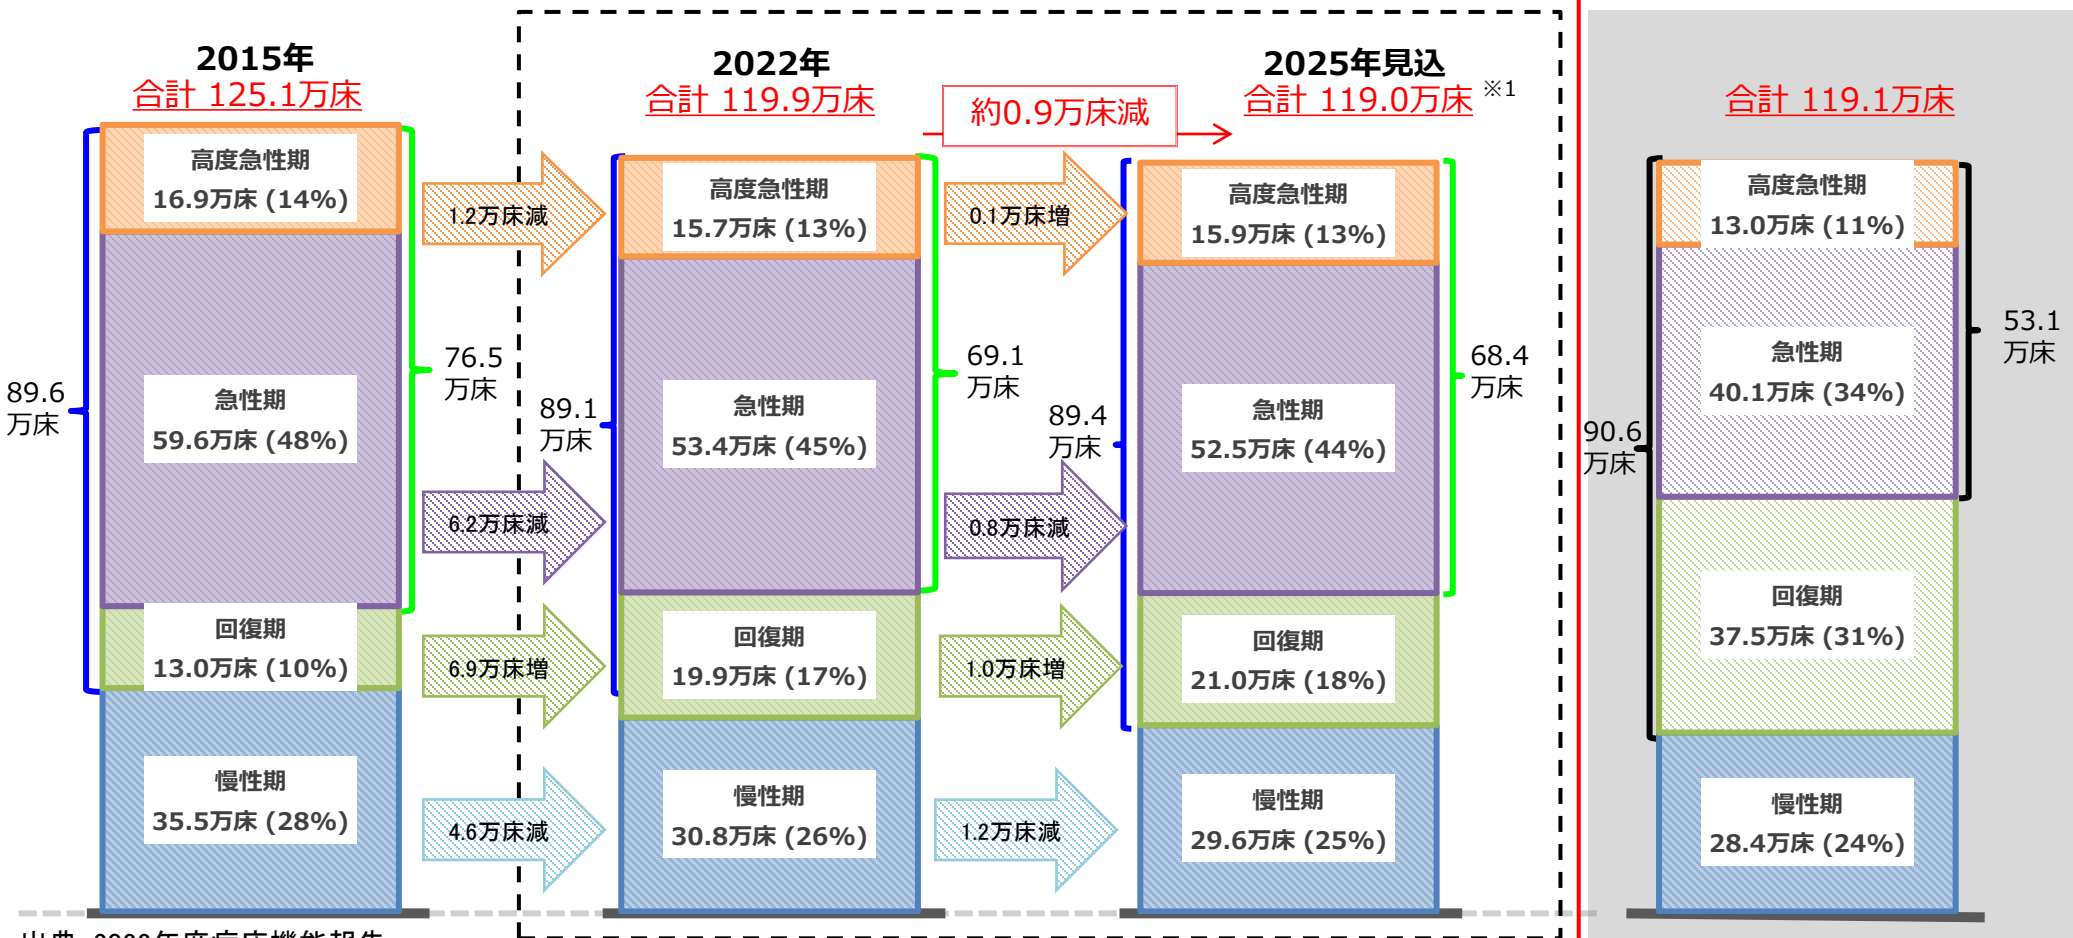 2015年
合計 125.1万床
高度急性期
16.9万床 (14%)
急性期
59.6万床 (48%)
回復期
13.0万床 (10%)
慢性期
35.5万床 (28%)
89.6
万床
76.5
万床
1.2万床減
6.2万床減
6.9万床増
4.6万床減
2022年
合計 119.9万床
高度急性期
15.7万床 (13%)
急性期
53.4万床 (45%)
回復期
19.9万床 (17%)
慢性期
30.8万床 (26%)
89.1
万床
69.1
万床
約0.9万床減
0.1万床増
0.8万床減
1.0万床増
1.2万床減
2025年見込
合計 119.0万床 ※1
高度急性期
15.9万床 (13%)
急性期
52.5万床 (44%)
回復期
21.0万床 (18%)
慢性期
29.6万床 (25%)
89.4
万床
68.4
万床
合計 119.1万床
高度急性期
13.0万床 (11%)
急性期
40.1万床 (34%)
回復期
37.5万床 (31%)
慢性期
28.4万床 (24%)
90.6
万床
53.1
万床